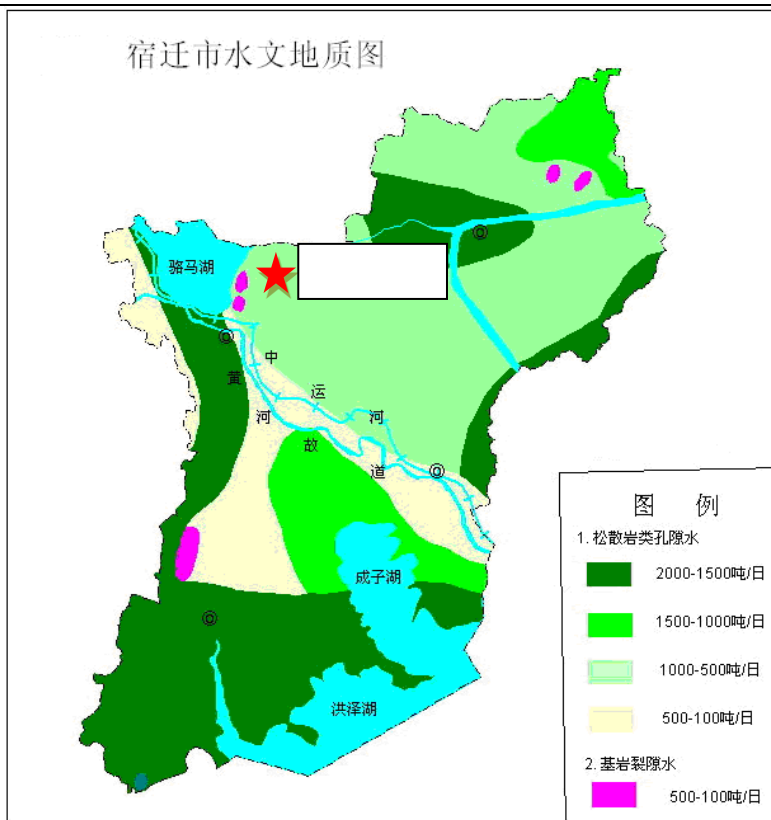 宿迁市水文地质图
骆马湖
中
运
河
黄
河
故
道
成子湖
洪泽湖
图 例
1. 松散岩类孔隙水
2000-1500吨/日
1500-1000吨/日
1000-500吨/日
500-100吨/日
2. 基岩裂隙水
500-100吨/日